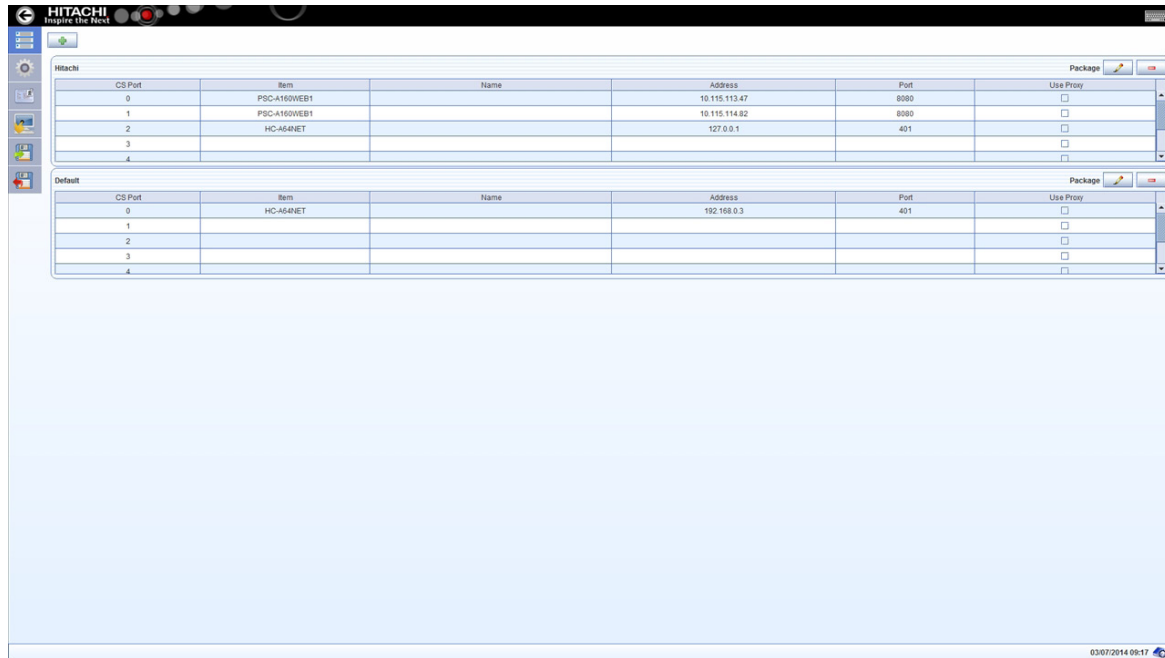 HITACHI
Inspire the Next
Hitachi Package
CS Port Item Name Address Port Use Proxy
0 PSC-A160WEB1 10.115.113.47 8080
1 PSC-A160WEB1 10.115.114.82 8080
2 HC-A64NET 127.0.0.1 401
3
4
Default Package
CS Port Item Name Address Port Use Proxy
0 HC-A64NET 192.168.0.3 401
1
2
3
4
03/07/2014 09:17